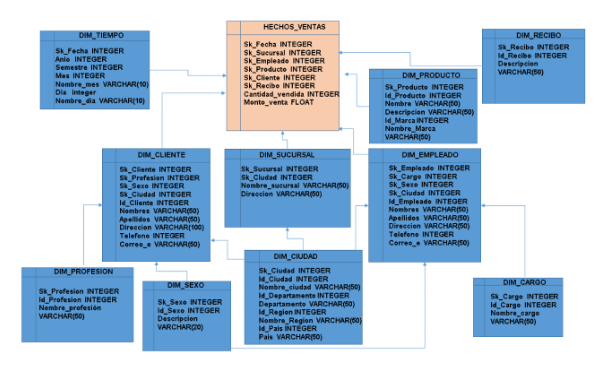 DIM_TIEMPO
Sk_Fecha INTEGER
Anio INTEGER
Semestre INTEGER
Mes INTEGER
Nombre_mes VARCHAR(10)
Dia Integer
Nombre_dia VARCHAR(10)
HECHOS_VENTAS
Sk_Fecha INTEGER
Sk_Sucursal INTEGER
Sk_Empleado INTEGER
Sk_Producto INTEGER
Sk_Cliente INTEGER
Sk_Recibo INTEGER
Cantidad_vendida INTEGER
Monto_venta FLOAT
DIM_RECIBO
Sk_Recibo INTEGER
Id_Recibo INTEGER
Descripcion
VARCHAR(50)
DIM_PRODUCTO
Sk_Producto INTEGER
Id_Producto INTEGER
Nombre VARCHAR(50)
Descripcion VARCHAR(50)
Id_Marca INTEGER
Nombre_Marca
VARCHAR(50)
DIM_CLIENTE
Sk_Cliente INTEGER
Sk_Profesion INTEGER
Sk_Sexo INTEGER
Sk_Ciudad INTEGER
Id_Cliente INTEGER
Nombres VARCHAR(50)
Apellidos VARCHAR(50)
Direccion VARCHAR(100)
Telefono INTEGER
Correo_e VARCHAR(50)
DIM_SUCURSAL
Sk_Sucursal INTEGER
Sk_Ciudad INTEGER
Nombre_sucursal VARCHAR(50)
Direccion VARCHAR(50)
DIM_EMPLEADO
Sk_Empleado INTEGER
Sk_Cargo INTEGER
Sk_Sexo INTEGER
Sk_Ciudad INTEGER
Id_Empleado INTEGER
Nombres VARCHAR(50)
Apellidos VARCHAR(50)
Direccion VARCHAR(50)
Telefono INTEGER
Correo_e VARCHAR(50)
DIM_PROFESION
Sk_Profesion INTEGER
Id_Profesion INTEGER
Nombre_profesión
VARCHAR(50)
DIM_SEXO
Sk_Sexo INTEGER
Id_Sexo INTEGER
Descripcion
VARCHAR(20)
DIM_CIUDAD
Sk_Ciudad INTEGER
Id_Ciudad INTEGER
Nombre_ciudad VARCHAR(50)
Id_Departamento INTEGER
Departamento VARCHAR(50)
Id_Region INTEGER
Nombre_Region VARCHAR(50)
Id_Pais INTEGER
Pais VARCHAR(50)
DIM_CARGO
Sk_Cargo INTEGER
Id_Cargo INTEGER
Nombre_cargo
VARCHAR(50)